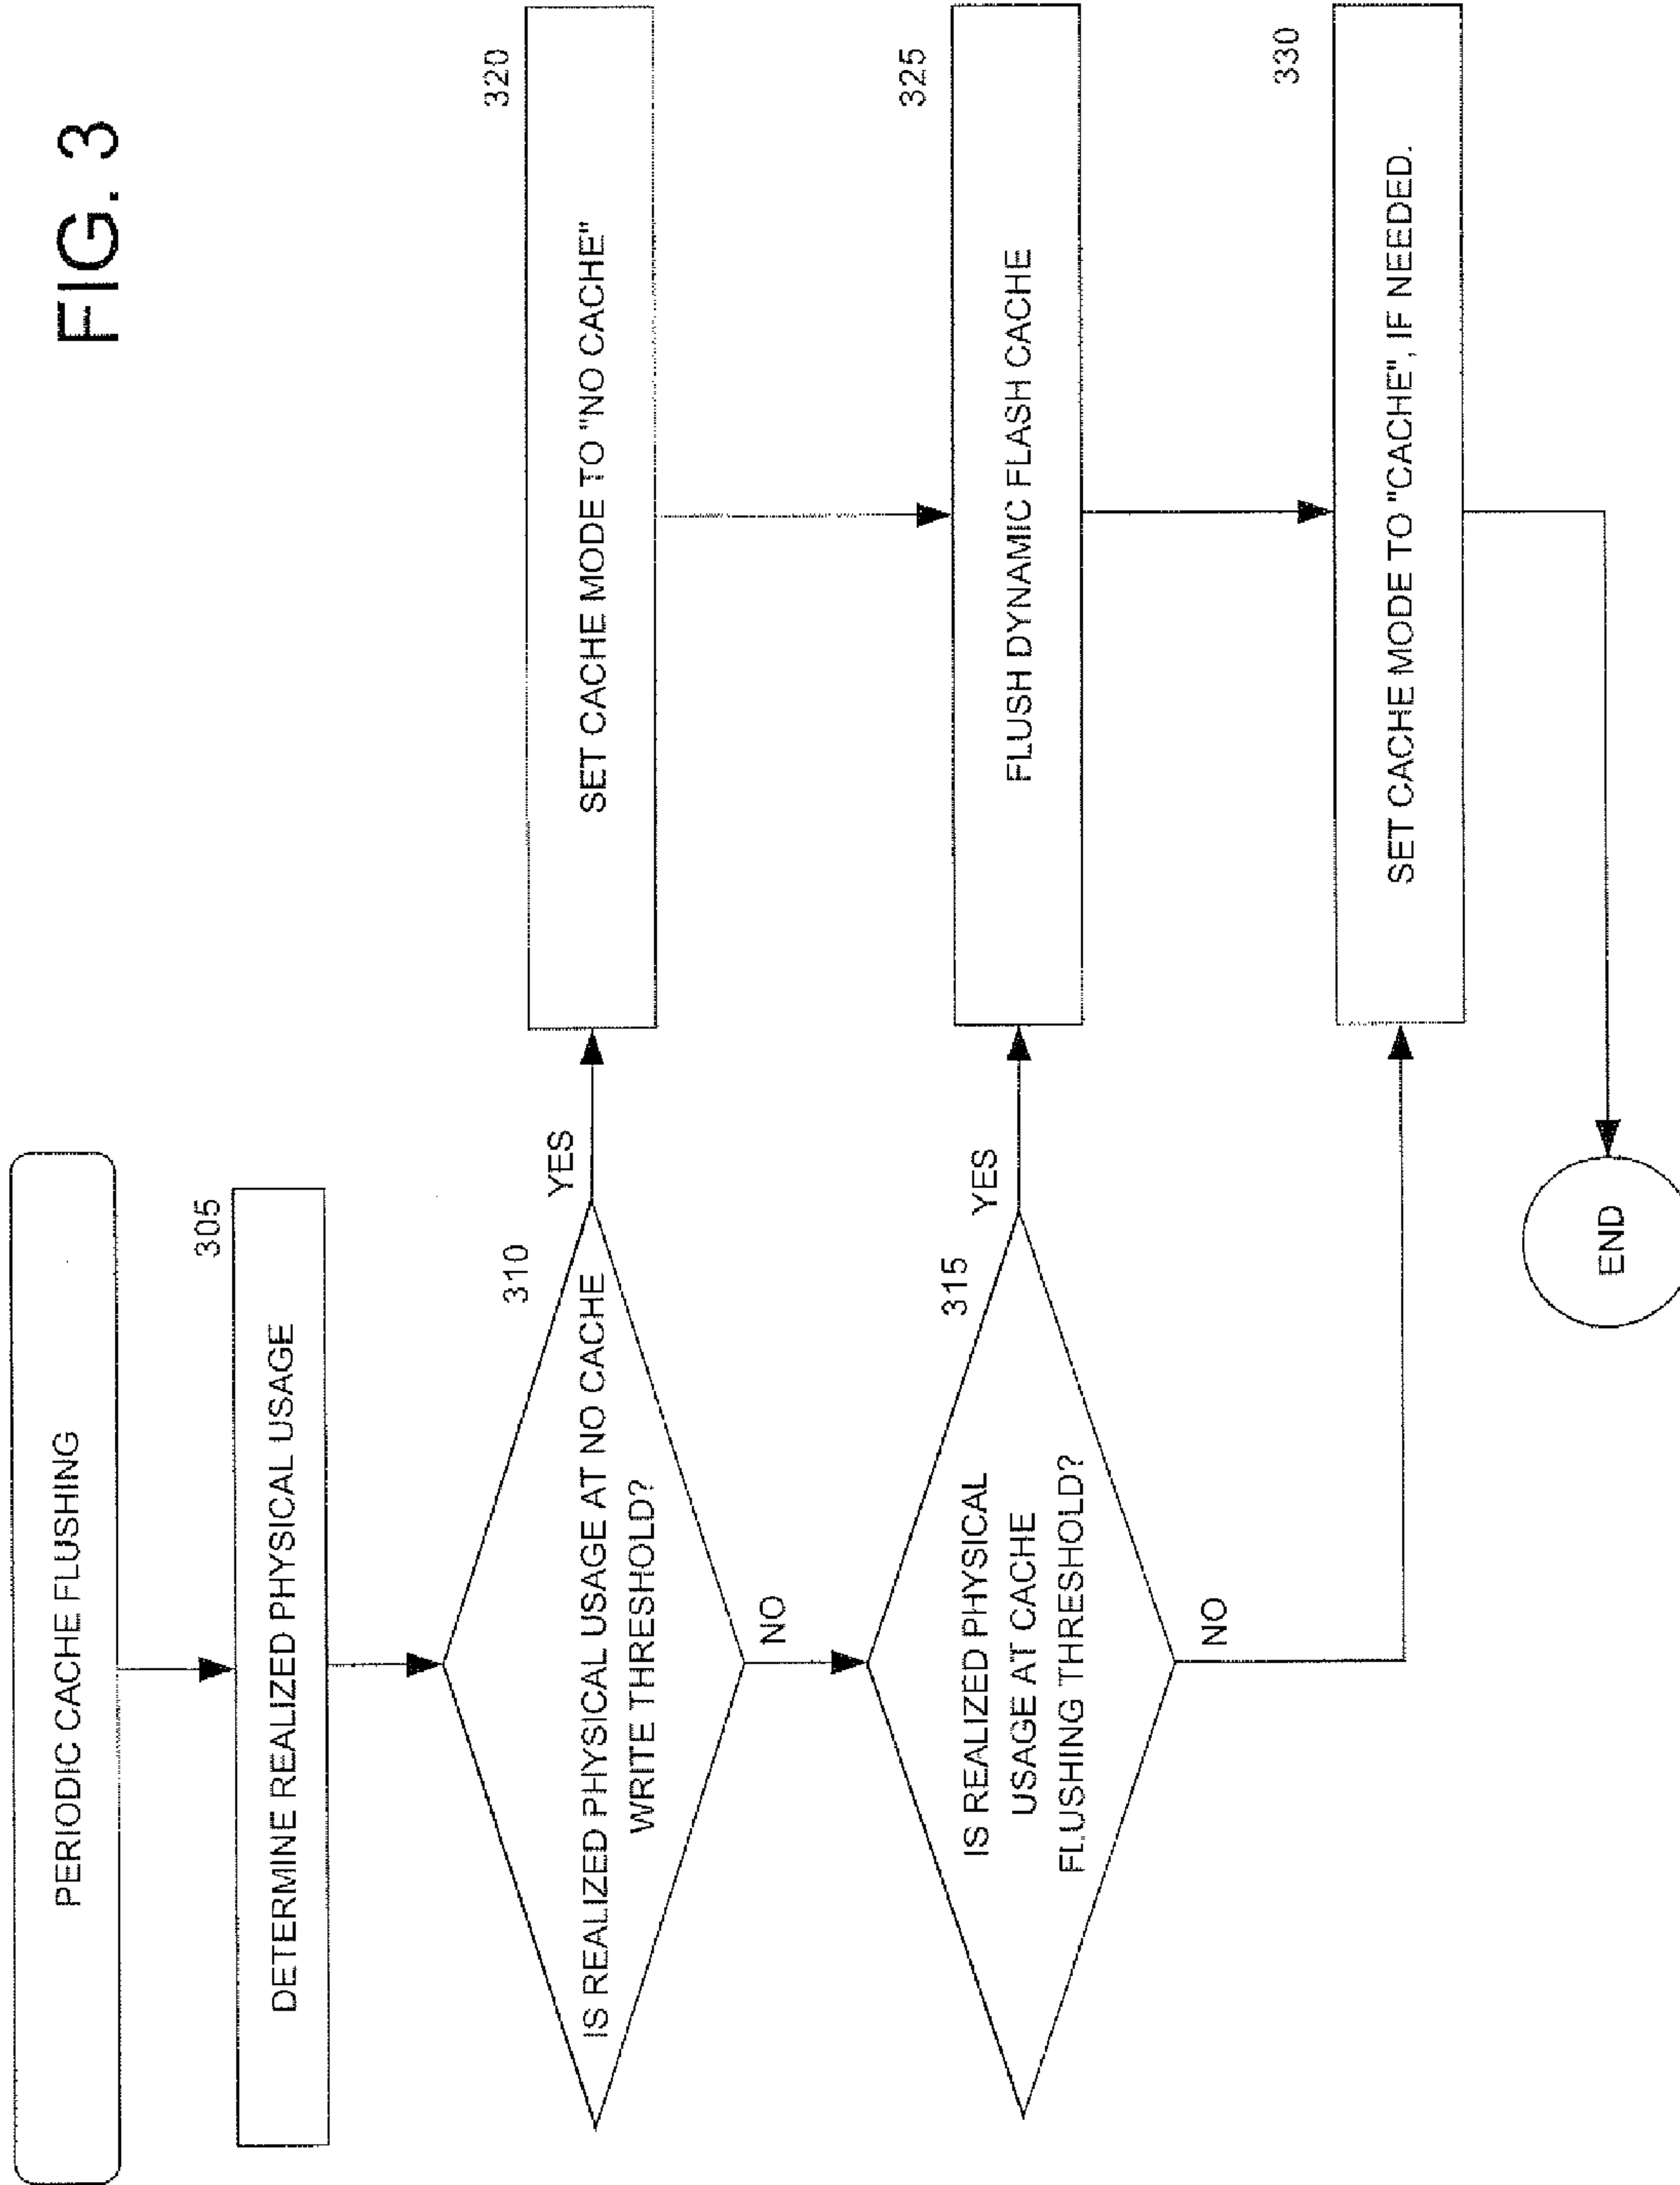 FIG. 3
PERIODIC CACHE FLUSHING
305
DETERMINE REALIZED PHYSICAL USAGE
310
IS REALIZED PHYSICAL USAGE AT NO CACHE
WRITE THRESHOLD?
YES
NO
320
SET CACHE MODE TO "NO CACHE"
315
IS REALIZED PHYSICAL
USAGE AT CACHE
FLUSHING THRESHOLD?
YES
NO
325
FLUSH DYNAMIC FLASH CACHE
330
SET CACHE MODE TO "CACHE", IF NEEDED.
END